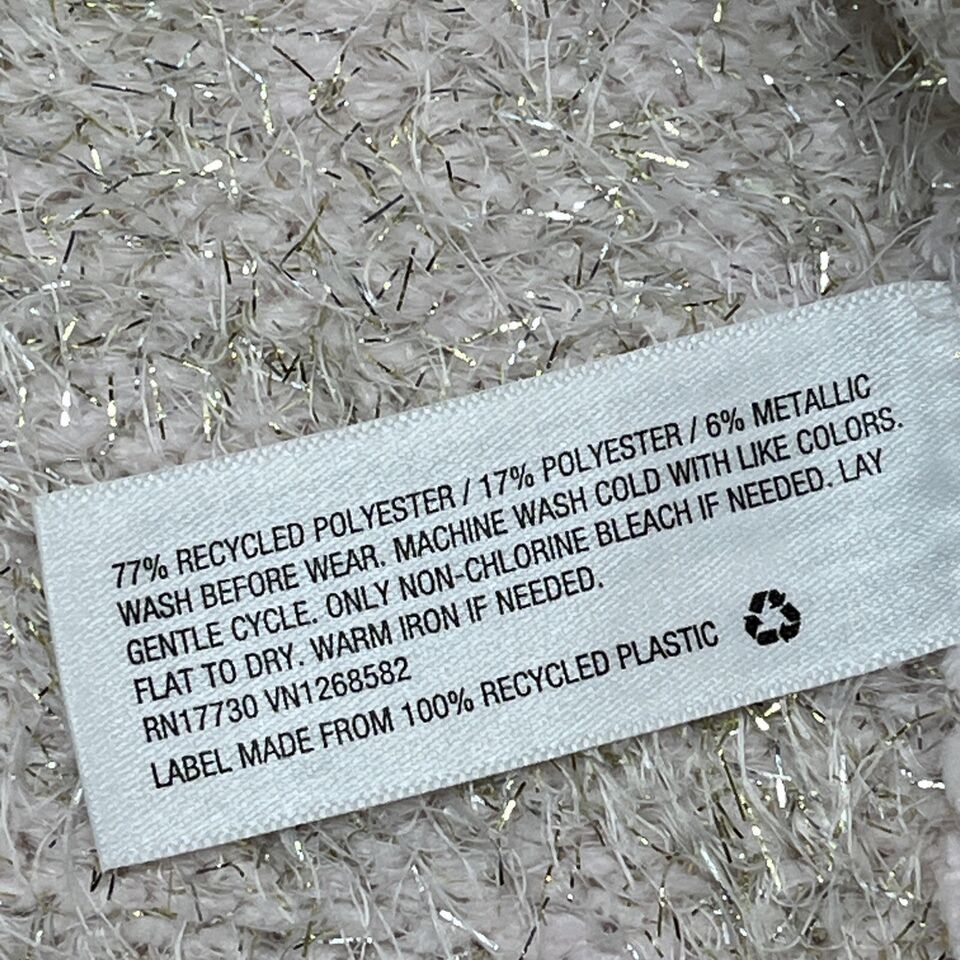 77% RECYCLED POLYESTER / 17% POLYESTER / 6% METALLIC
WASH BEFORE WEAR. MACHINE WASH COLD WITH LIKE COLORS.
GENTLE CYCLE. ONLY NON-CHLORINE BLEACH IF NEEDED. LAY
FLAT TO DRY. WARM IRON IF NEEDED.
RN17730 VN1268582
LABEL MADE FROM 100% RECYCLED PLASTIC